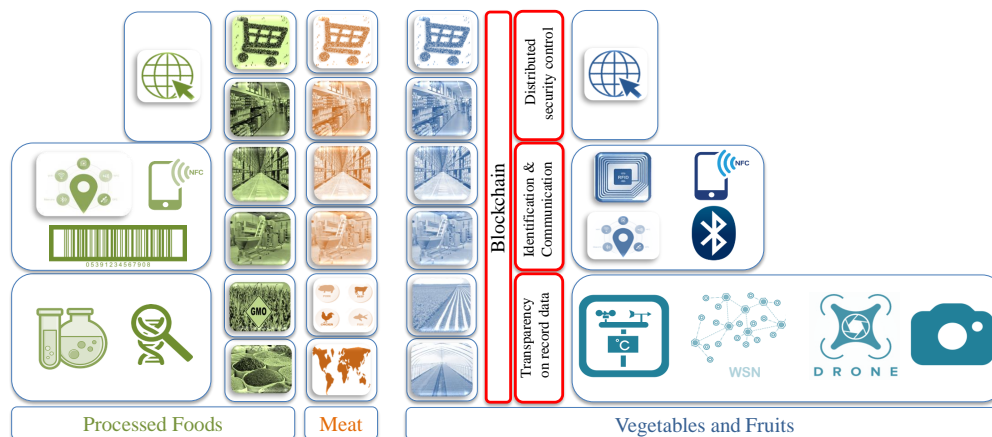 NFC
05391234567908
GMO
Blockchain
Distributed
security control
Identification &
Communication
Transparency
on record data
NFC
RFID
°C
WSN
DRONE
Processed Foods
Meat
Vegetables and Fruits